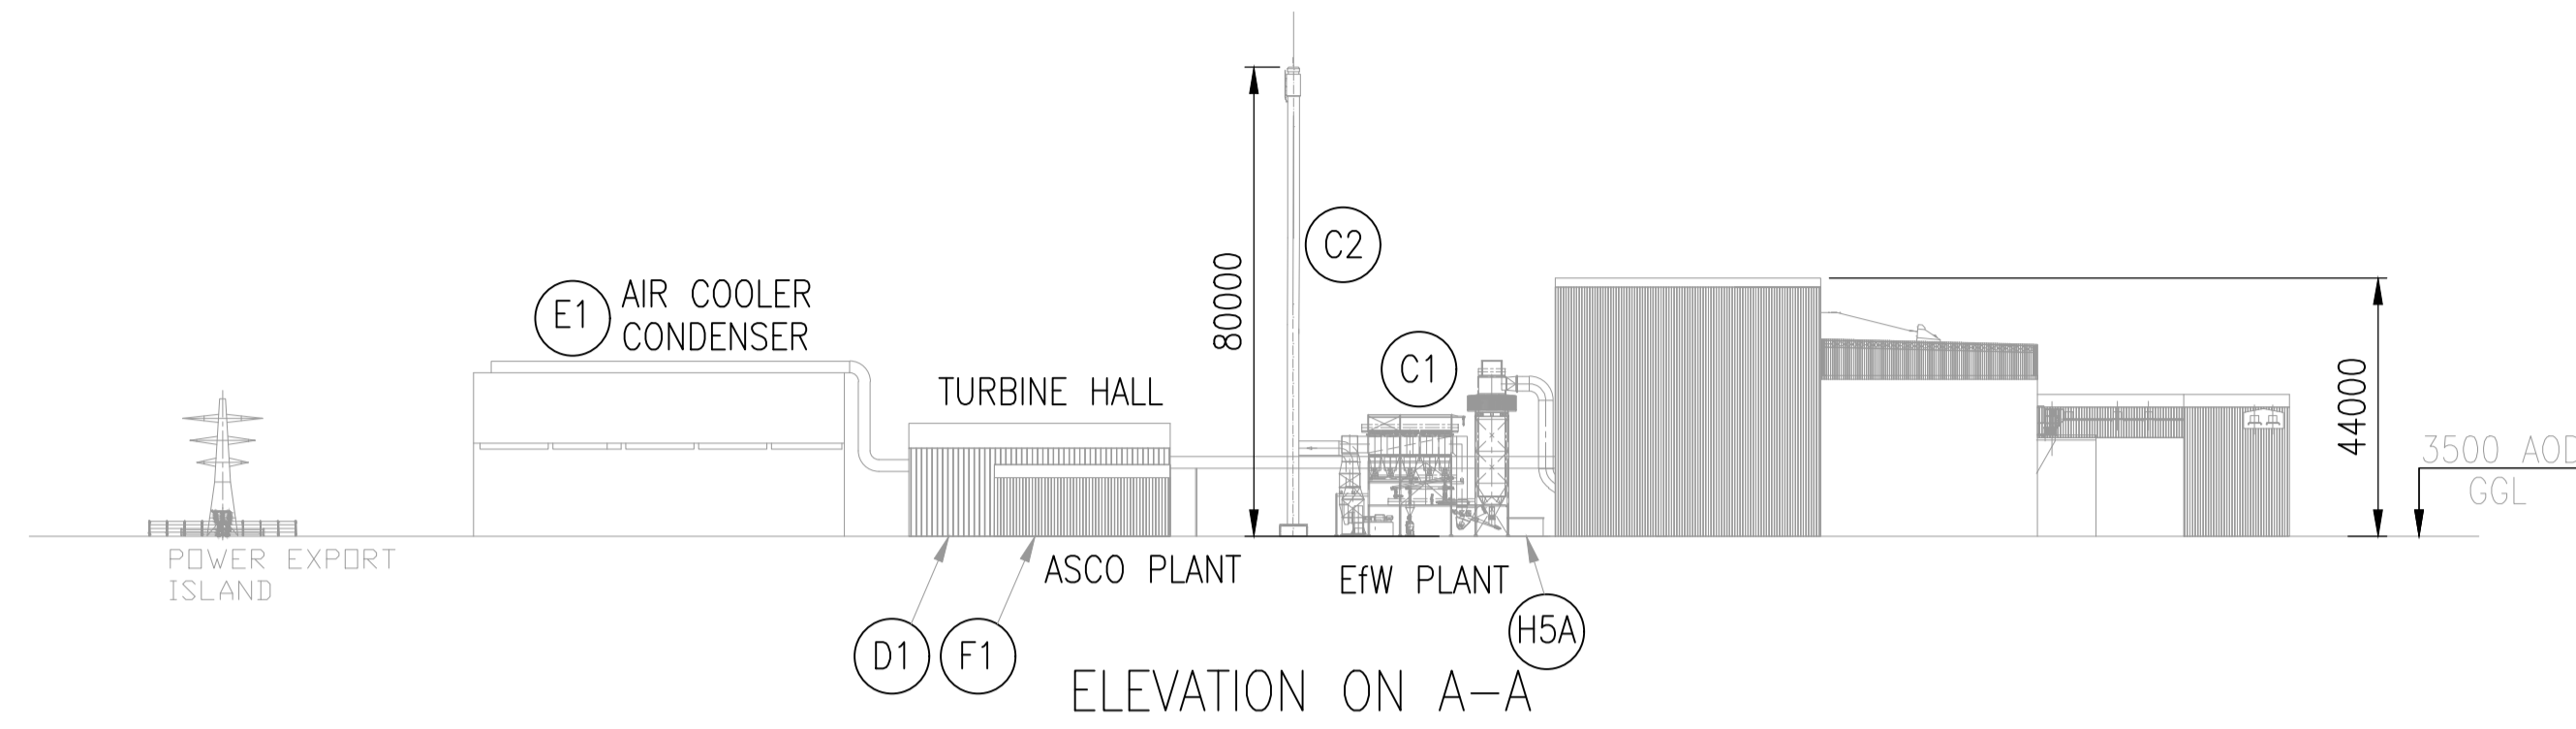 80000
C2
E1
AIR COOLER
CONDENSER
C1
TURBINE HALL
44000
3500 AOD
GGL
POWER EXPORT
ISLAND
ASCO PLANT
EfW PLANT
D1
F1
H5A
ELEVATION ON A-A